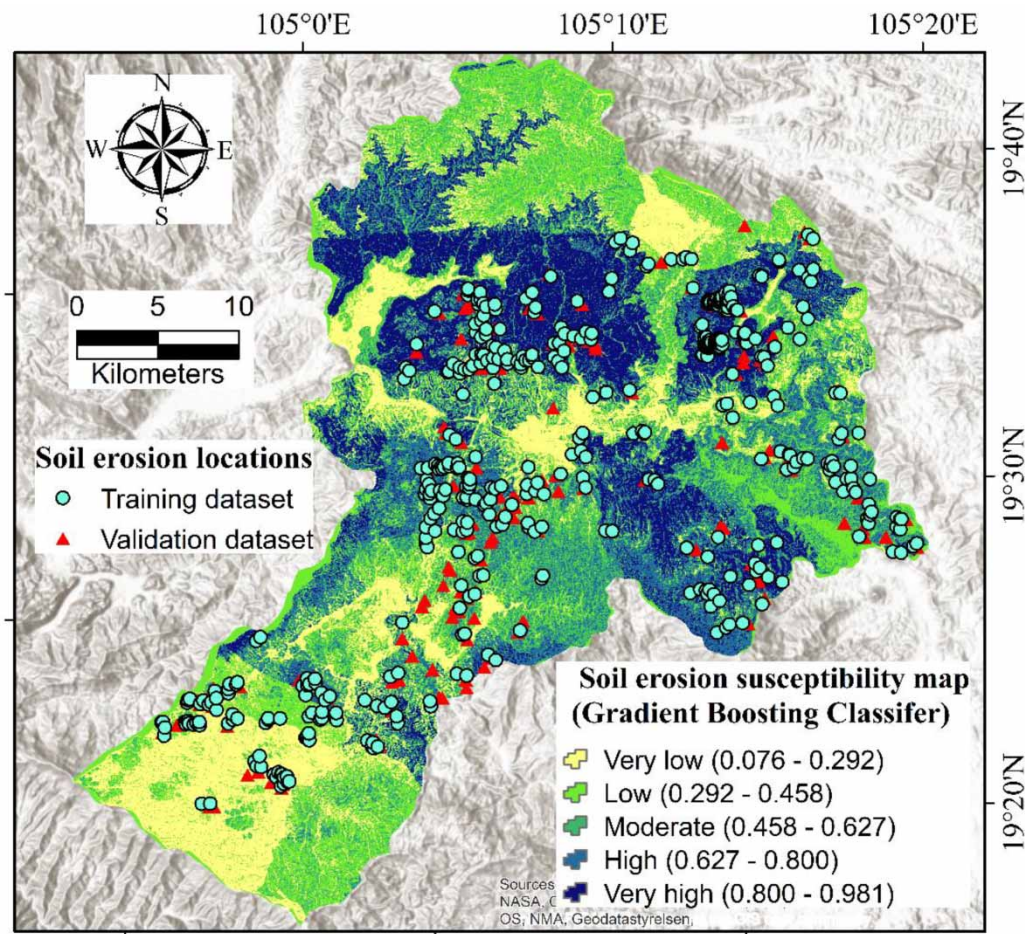 105°0'E 105°10'E 105°20'E
N
W E
S
19°40'N
0 5 10
Kilometers
Soil erosion locations
Training dataset
Validation dataset
19°30'N
Soil erosion susceptibility map
(Gradient Boosting Classifer)
Very low (0.076 - 0.292)
Low (0.292 - 0.458)
Moderate (0.458 - 0.627)
High (0.627 - 0.800)
Very high (0.800 - 0.981)
19°20'N
Sources
NASA,
OS, NMA, Geodatastyrelsen,